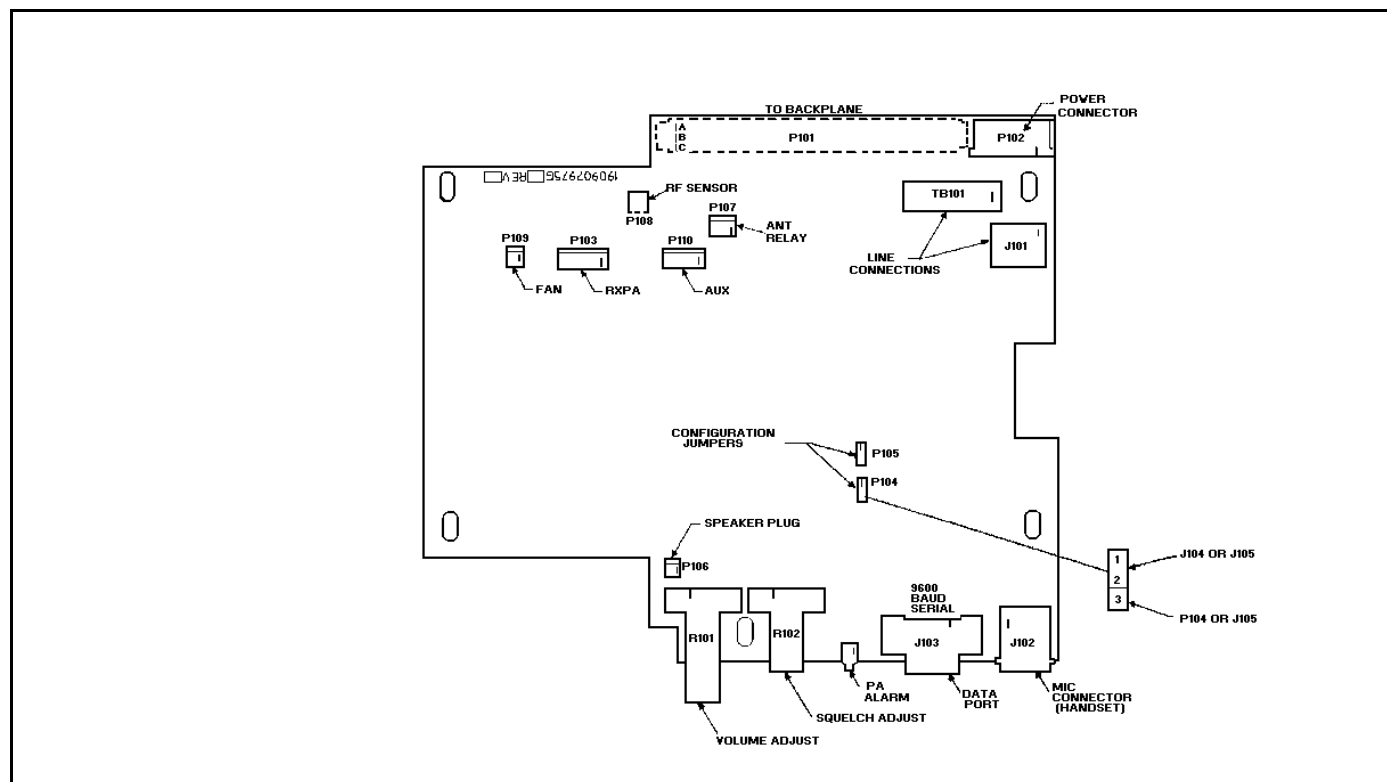 TO BACKPLANE
POWER
CONNECTOR
A
B
C
P101
P102
19D907975G REV
RF SENSOR
P108
P107
ANT
RELAY
TB101
J101
LINE
CONNECTIONS
P109
P103
P110
FAN
RXPA
AUX
CONFIGURATION
JUMPERS
P105
P104
SPEAKER PLUG
P106
1
2
3
J104 OR J105
P104 OR J105
9600
BAUD
SERIAL
R101
R102
J103
J102
PA
ALARM
DATA
PORT
MIC
CONNECTOR
(HANDSET)
SQUELCH ADJUST
VOLUME ADJUST